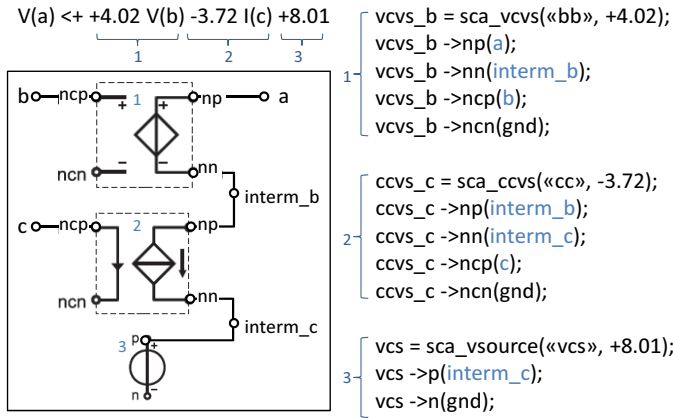 V(a) <+ +4.02 V(b) -3.72 I(c) +8.01
1 2 3
b ncp 1 np a
+ +
- -
ncn nn
interm_b
c ncp 2 np
ncn nn
interm_c
3 p +
n -
1
vcvs_b = sca_vcvs(«bb», +4.02);
vcvs_b ->np(a);
vcvs_b ->nn(interm_b);
vcvs_b ->ncp(b);
vcvs_b ->ncn(gnd);
2
ccvs_c = sca_ccvs(«cc», -3.72);
ccvs_c ->np(interm_b);
ccvs_c ->nn(interm_c);
ccvs_c ->ncp(c);
ccvs_c ->ncn(gnd);
3
vcs = sca_vsource(«vcs», +8.01);
vcs ->p(interm_c);
vcs ->n(gnd);